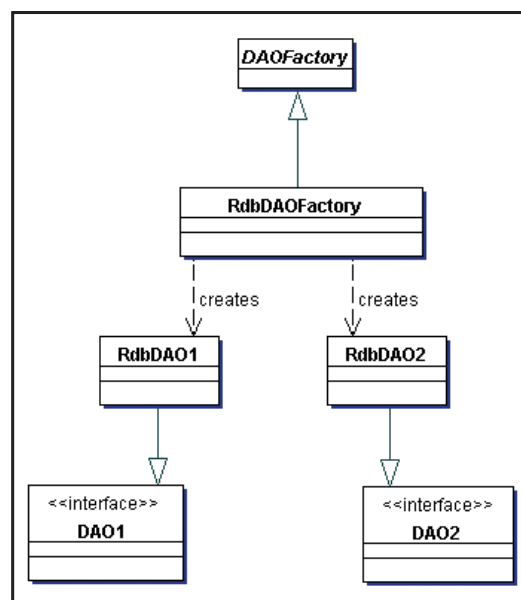 DAOFactory
RdbDAOFactory
creates
creates
RdbDAO1
RdbDAO2
<<interface>>
DAO1
<<interface>>
DAO2